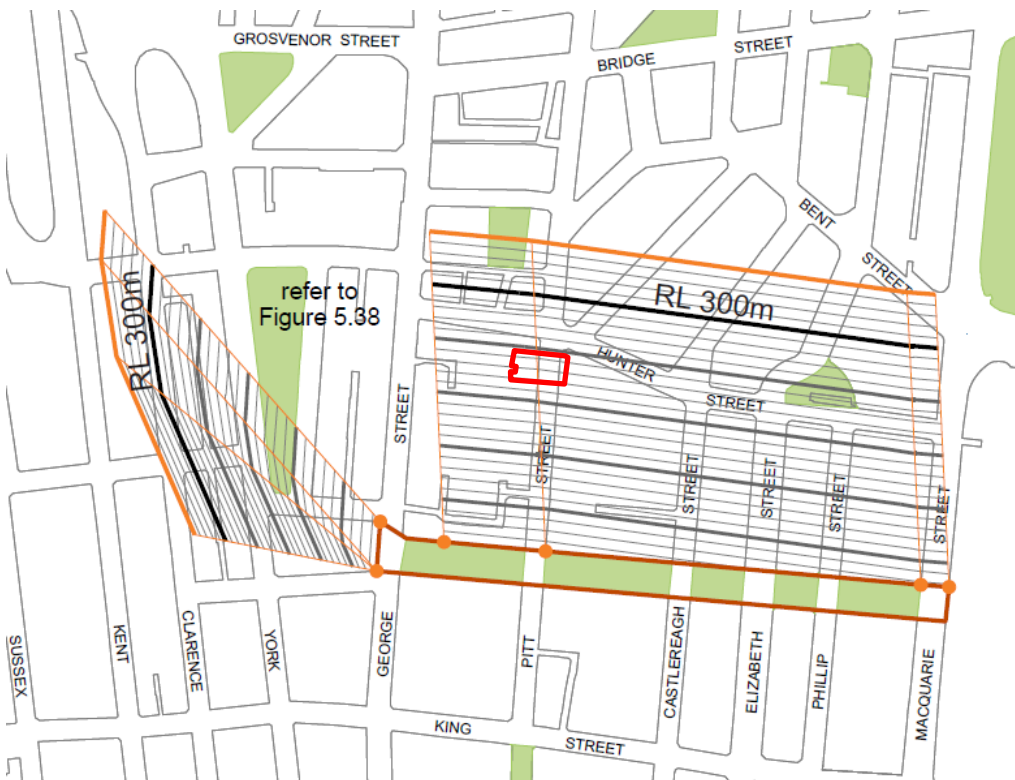 GROSVENOR STREET
BRIDGE STREET
BENT STREET
RL 300m
refer to
Figure 5.38
RL 300m
HUNTER STREET
STREET
STREET
STREET
STREET
STREET
STREET
SUSSEX
KENT
CLARENCE
YORK
GEORGE
PITT
CASTLEREAGH
ELIZABETH
PHILLIP
MACQUARIE
KING STREET